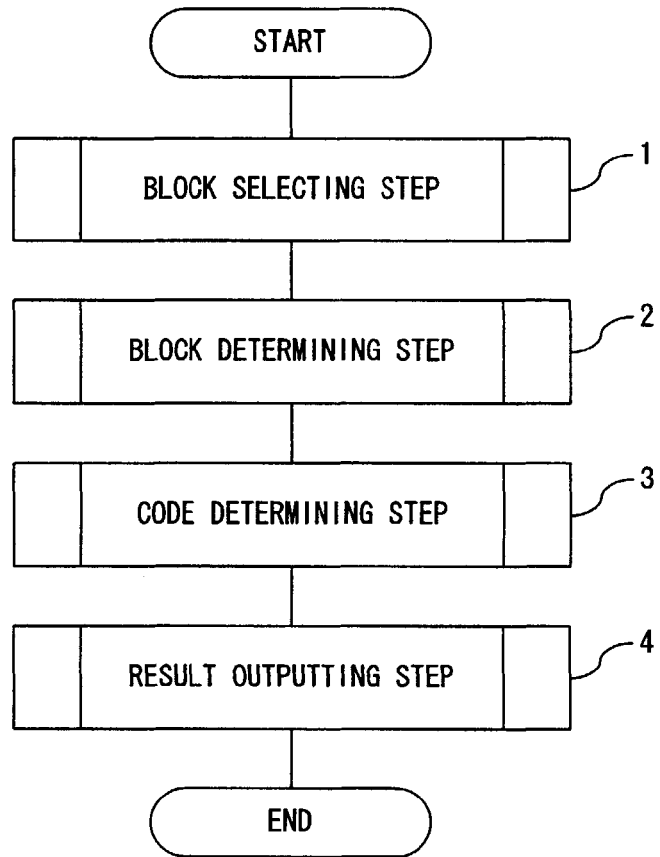 START
BLOCK SELECTING STEP
1
BLOCK DETERMINING STEP
2
CODE DETERMINING STEP
3
RESULT OUTPUTTING STEP
4
END